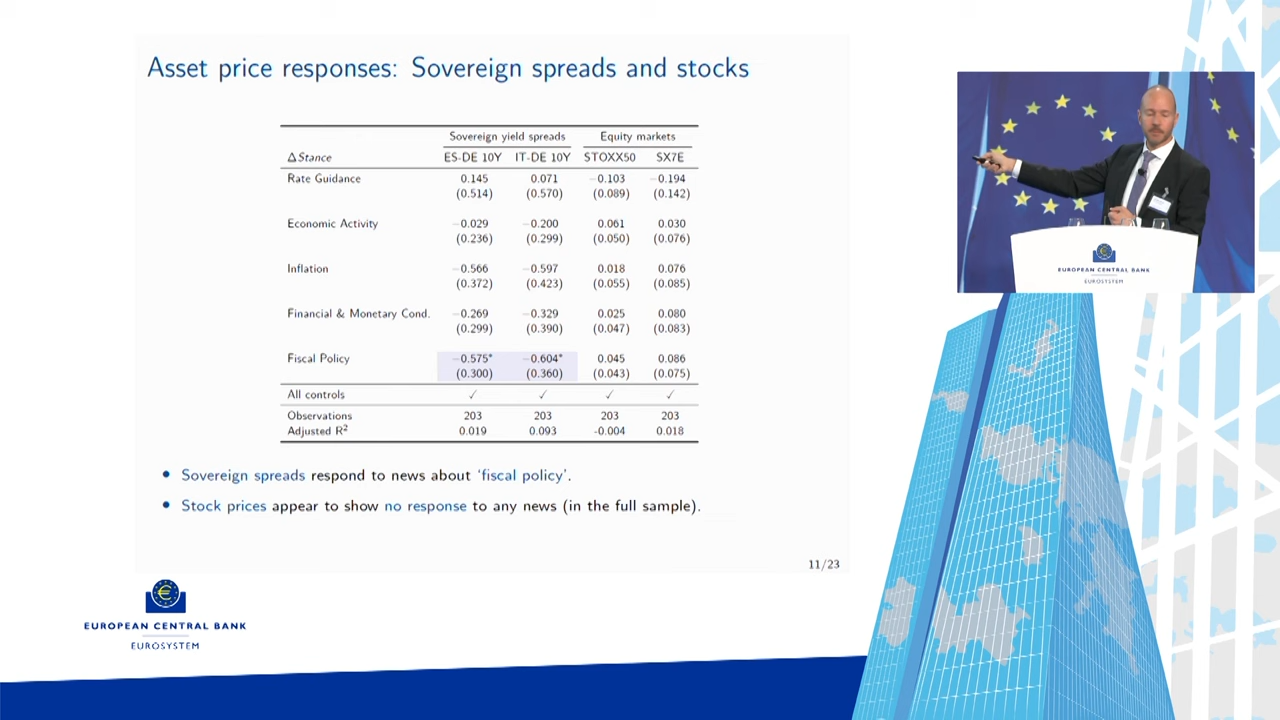 Asset price responses: Sovereign spreads and stocks
Sovereign yield spreads Equity markets
ΔStance ES-DE 10Y IT-DE 10Y STOXX50 SX7E
Rate Guidance 0.145 0.071 −0.103 −0.194
(0.514) (0.570) (0.089) (0.142)
Economic Activity −0.029 −0.200 0.061 0.030
(0.236) (0.299) (0.050) (0.076)
Inflation −0.566 −0.597 0.018 0.076
(0.372) (0.423) (0.055) (0.085)
Financial & Monetary Cond. −0.269 −0.329 0.025 0.080
(0.299) (0.390) (0.047) (0.083)
Fiscal Policy −0.575* −0.604* 0.045 0.086
(0.300) (0.360) (0.043) (0.075)
All controls ✓ ✓ ✓ ✓
Observations 203 203 203 203
Adjusted R² 0.019 0.093 -0.004 0.018
• Sovereign spreads respond to news about ‘fiscal policy’.
• Stock prices appear to show no response to any news (in the full sample).
11/23
EUROPEAN CENTRAL BANK
EUROSYSTEM
EUROPEAN CENTRAL BANK
EUROSYSTEM